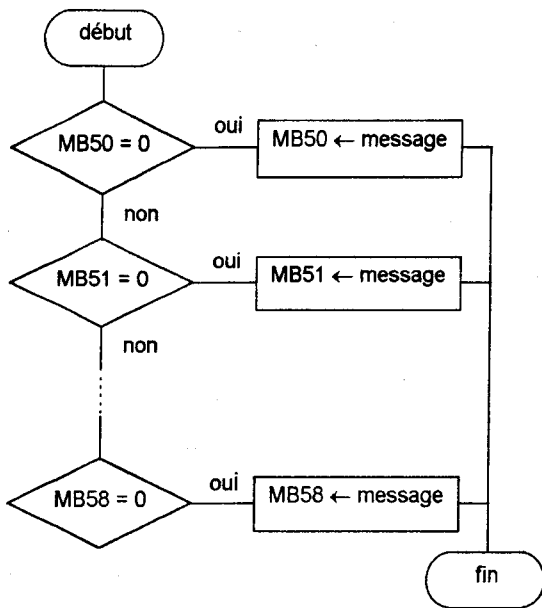 début
MB50 = 0
oui
MB50 ← message
non
MB51 = 0
oui
MB51 ← message
non
MB58 = 0
oui
MB58 ← message
fin